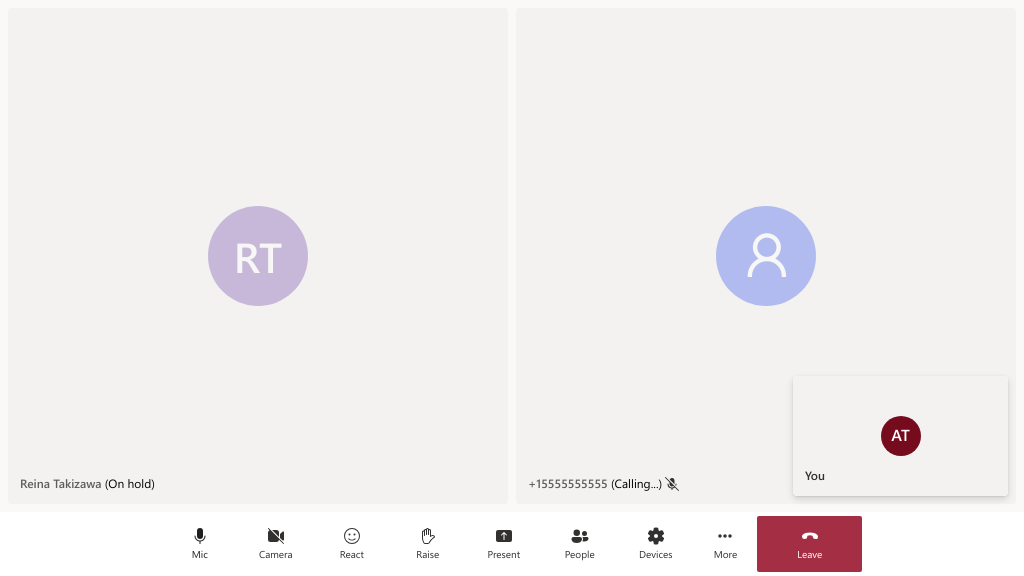 RT
Reina Takizawa (On hold)
+15555555555 (Calling...)
AT
You
Mic
Camera
React
Raise
Present
People
Devices
More
Leave